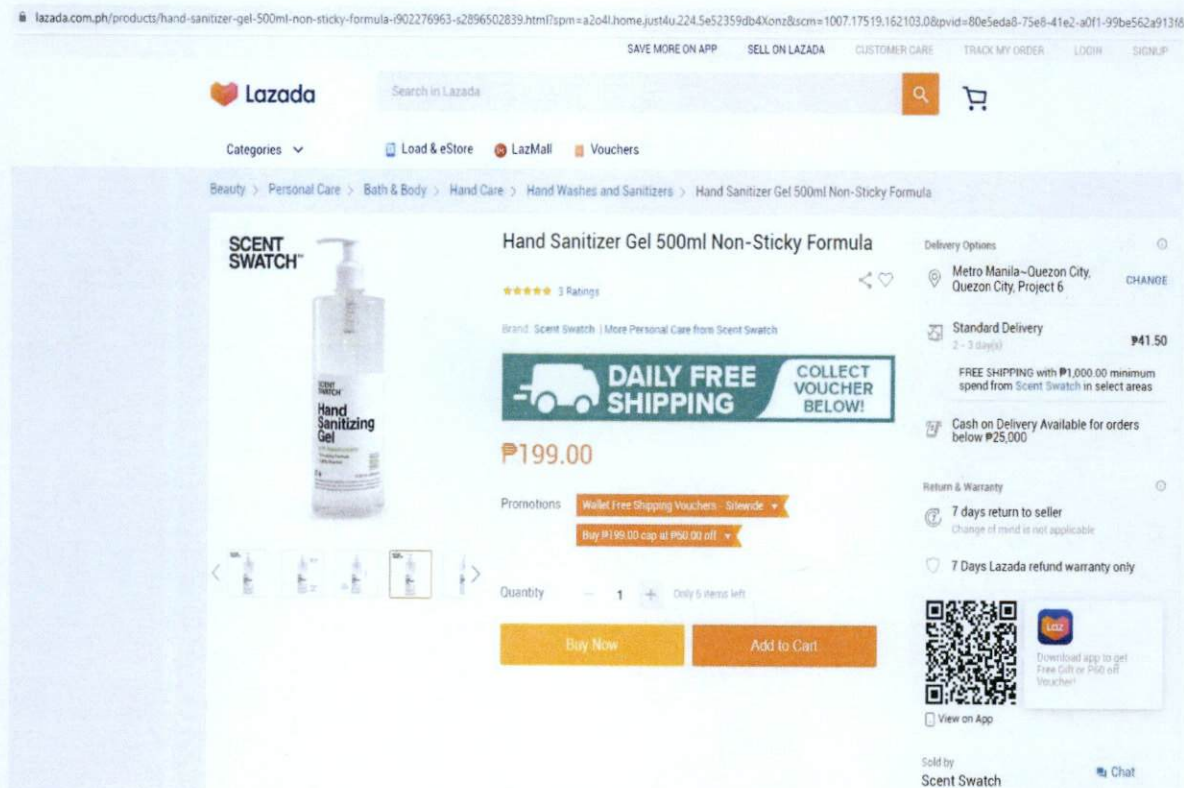 lazada.com.ph/products/hand-sanitizer-gel-500ml-non-sticky-formula-i902276963-s2896502839.html?spm=a2o4l.home.just4u.224.5e52359db4Xonz&scm=1007.17519.162103.0&pvid=80e5eda8-75e8-41e2-a0f1-99be562a913f8
SAVE MORE ON APP SELL ON LAZADA CUSTOMER CARE TRACK MY ORDER LOGIN SIGNUP
Lazada
Search in Lazada
Categories Load & eStore LazMall Vouchers
Beauty > Personal Care > Bath & Body > Hand Care > Hand Washes and Sanitizers > Hand Sanitizer Gel 500ml Non-Sticky Formula
SCENT
SWATCH™
SCENT
SWATCH
Hand
Sanitizing
Gel
Hand Sanitizer Gel 500ml Non-Sticky Formula
3 Ratings
Brand: Scent Swatch | More Personal Care from Scent Swatch
DAILY FREE
SHIPPING
COLLECT
VOUCHER
BELOW!
₱199.00
Promotions
Wallet Free Shipping Vouchers - Sitewide
Buy ₱199.00 cap at ₱60.00 off
Quantity - 1 + Only 5 items left
Buy Now
Add to Cart
Delivery Options
Metro Manila~Quezon City,
Quezon City, Project 6
CHANGE
Standard Delivery
₱41.50
2 - 3 day(s)
FREE SHIPPING with ₱1,000.00 minimum
spend from Scent Swatch in select areas
Cash on Delivery Available for orders
below ₱25,000
Return & Warranty
7 days return to seller
Change of mind is not applicable
7 Days Lazada refund warranty only
Laz
Download app to get
Free Gift or P60 off
Voucher!
View on App
Sold by
Scent Swatch
Chat